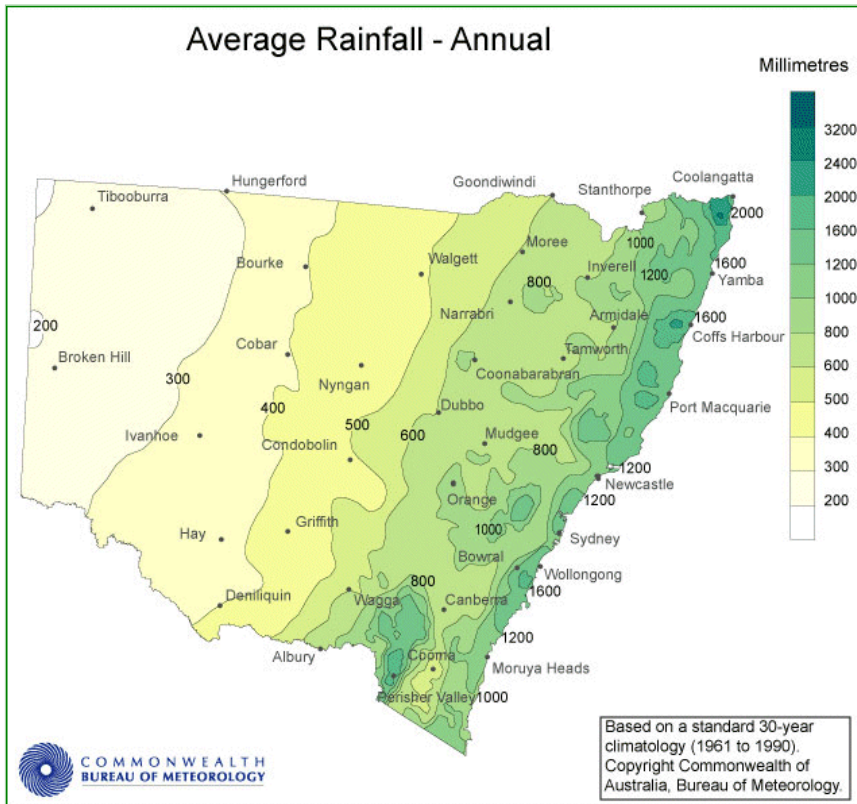 Average Rainfall - Annual
Millimetres
3200
2000
1600
1200
1000
800
600
500
400
300
200
Hungerford
Tibooburra
Goondiwindi
Stanthorpe
Coolangatta
2000
1000
Bourke
Walgett
Moree
Inverell
1200
1600
Yamba
800
Narrabri
Armidale
1600
Coffs Harbour
200
Broken Hill
Cobar
Nyngan
Coonabarabran
Tamworth
300
400
500
600
Dubbo
Port Macquarie
Ivanhoe
Condobolin
Mudgee
800
1200
Newcastle
Orange
1200
Hay
Griffith
1000
Sydney
Bowral
Wollongong
800
1600
Deniliquin
Wagga
Canberra
1200
Albury
Cooma
Moruya Heads
Perisher Valley
1000
Based on a standard 30-year
climatology (1961 to 1990).
Copyright Commonwealth of
Australia, Bureau of Meteorology.
COMMONWEALTH
BUREAU OF METEOROLOGY